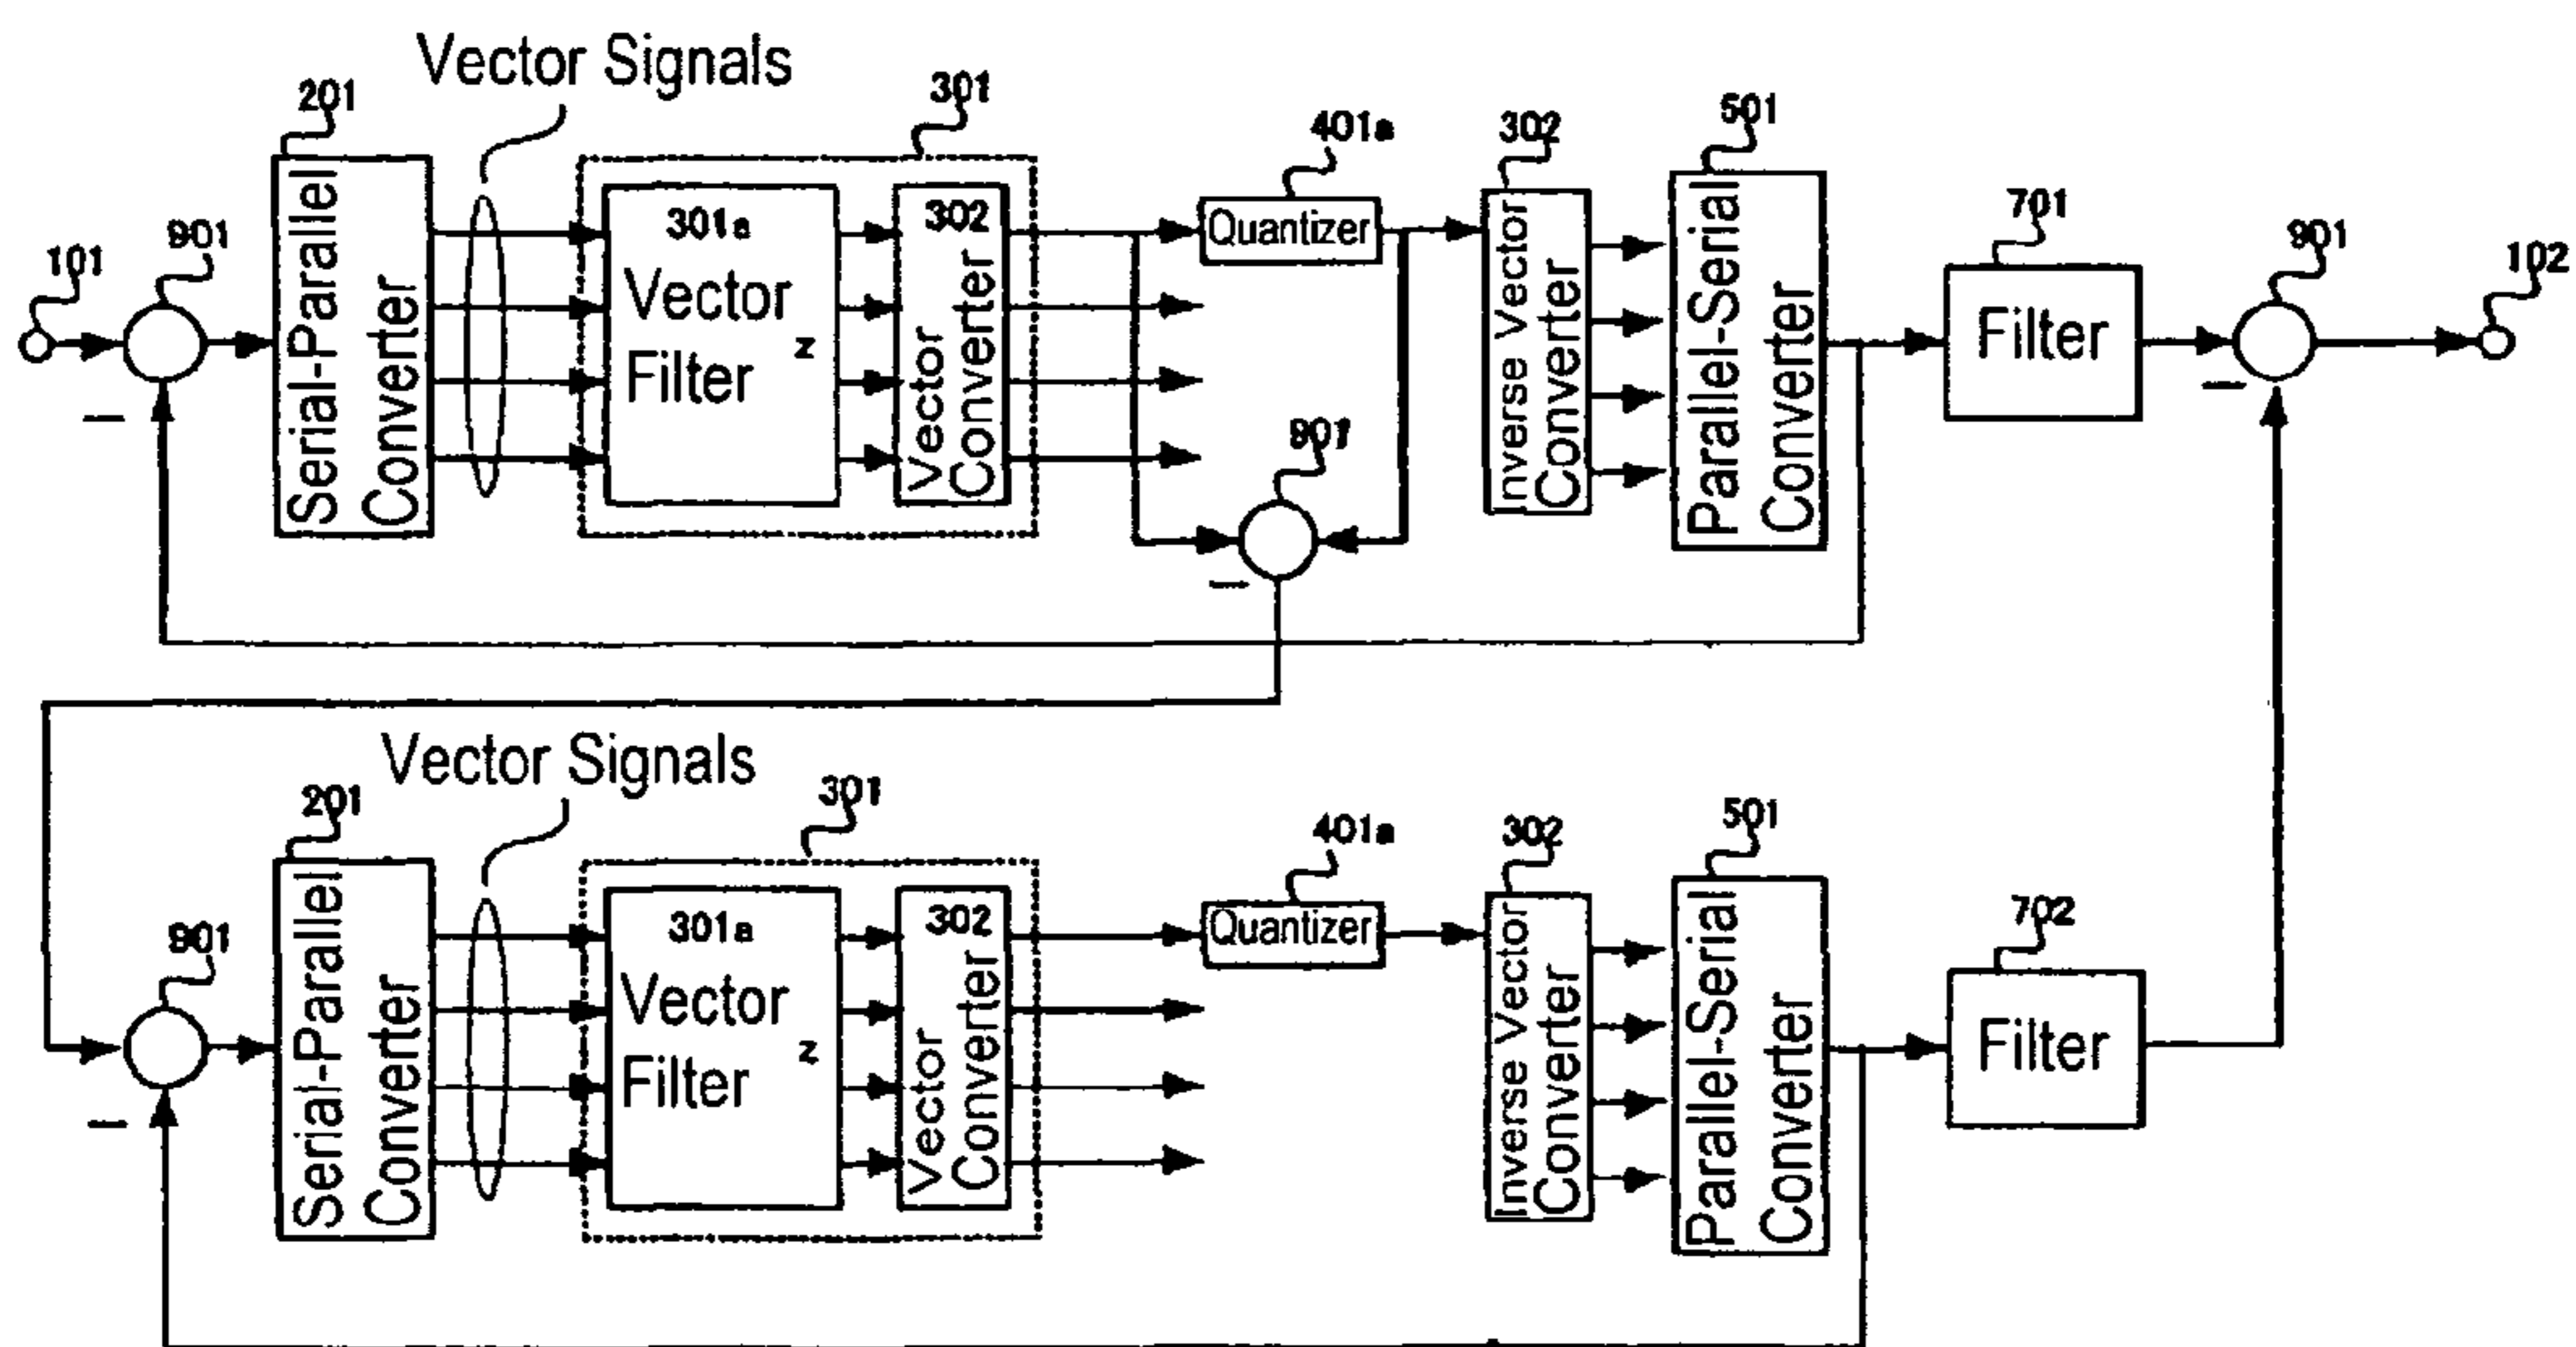 Vector Signals
201
301
401a
302
501
701
901
102
101
901
Serial-Parallel
Converter
301a
Vector
Filter
z
302
Vector
Converter
Quantizer
Inverse Vector
Converter
Parallel-Serial
Converter
Filter
−
−
901
−
Vector Signals
201
301
401a
302
501
702
901
Serial-Parallel
Converter
301a
Vector
Filter
z
302
Vector
Converter
Quantizer
Inverse Vector
Converter
Parallel-Serial
Converter
Filter
−